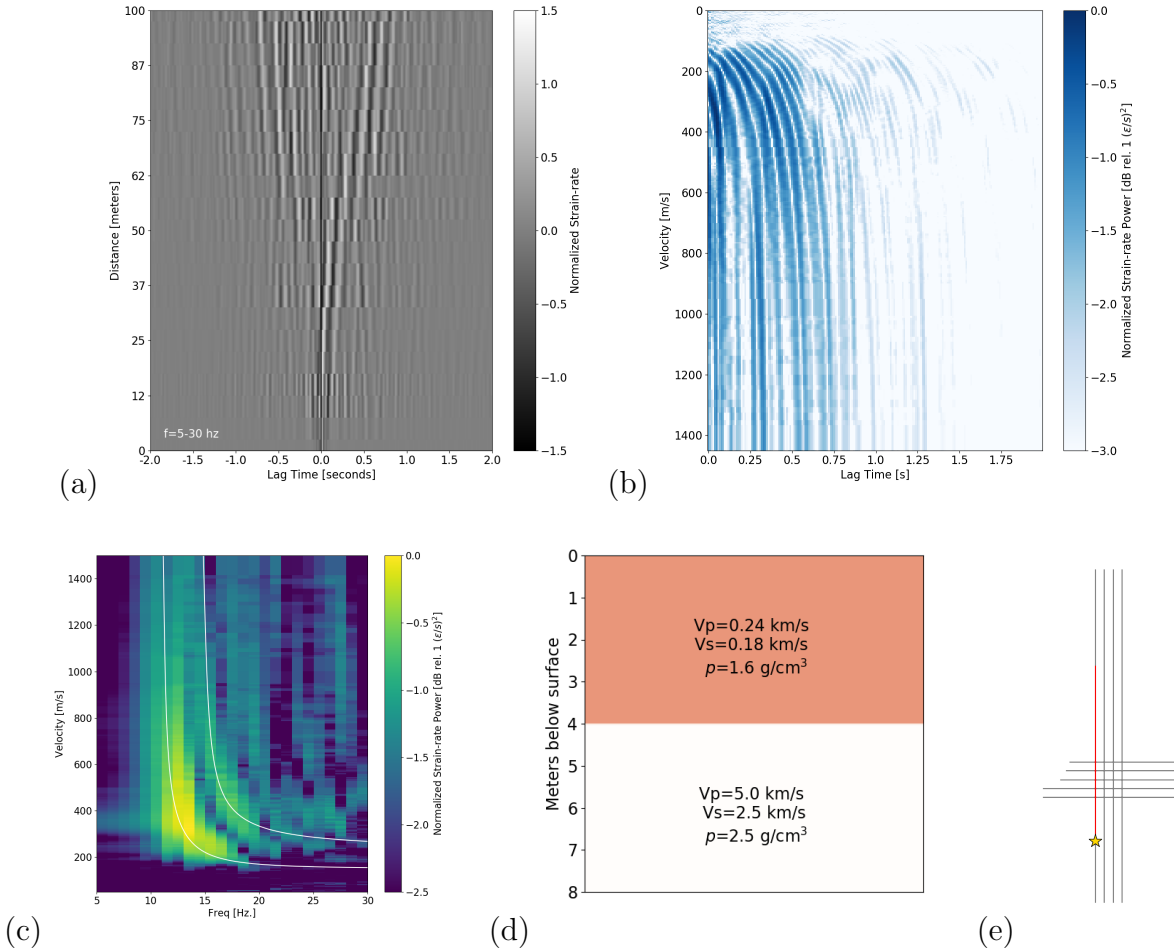 100
87
75
62
50
37
25
12
0
Distance [meters]
f=5-30 hz
-2.0 -1.5 -1.0 -0.5 0.0 0.5 1.0 1.5 2.0
Lag Time [seconds]
1.5
1.0
0.5
0.0
−0.5
−1.0
−1.5
Normalized Strain-rate
(a)
0
200
400
600
800
1000
1200
1400
Velocity [m/s]
0.0 0.25 0.5 0.75 1.0 1.25 1.5 1.75
Lag Time [s]
0.0
−0.5
−1.0
−1.5
−2.0
−2.5
−3.0
Normalized Strain-rate Power [dB rel. 1 (ε/s)²]
(b)
1400
1200
1000
800
600
400
200
Velocity [m/s]
5 10 15 20 25 30
Freq [Hz.]
0.0
−0.5
−1.0
−1.5
−2.0
−2.5
Normalized Strain-rate Power [dB rel. 1 (ε/s)²]
(c)
0
1
2
3
4
5
6
7
8
Meters below surface
Vp=0.24 km/s
Vs=0.18 km/s
p=1.6 g/cm³
Vp=5.0 km/s
Vs=2.5 km/s
p=2.5 g/cm³
(d)
(e)